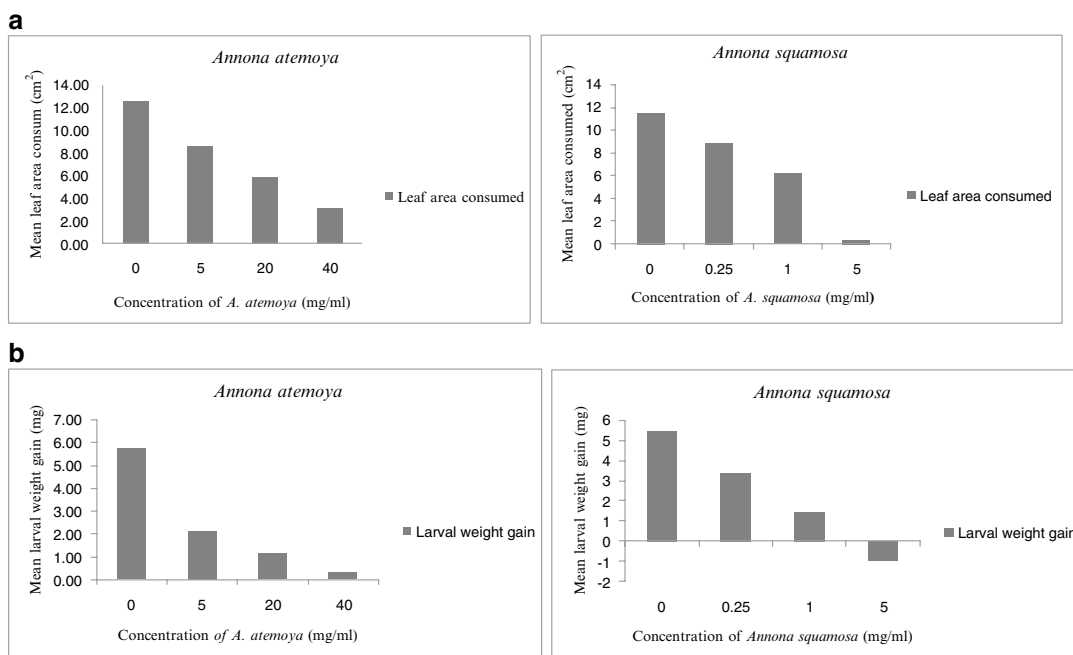 a
Annona atemoya
Mean leaf area consum (cm²)
14.00
12.00
10.00
8.00
6.00
4.00
2.00
0.00
0 5 20 40
Concentration of A. atemoya (mg/ml)
Leaf area consumed
Annona squamosa
Mean leaf area consumed (cm²)
14
12
10
8
6
4
2
0
0 0.25 1 5
Concentration of A. squamosa (mg/ml)
Leaf area consumed
b
Annona atemoya
Mean larval weight gain (mg)
7.00
6.00
5.00
4.00
3.00
2.00
1.00
0.00
0 5 20 40
Concentration of A. atemoya (mg/ml)
Larval weight gain
Annona squamosa
Mean larval weight gain (mg)
6
5
4
3
2
1
0
-1
-2
0 0.25 1 5
Concentration of Annona squamosa (mg/ml)
Larval weight gain